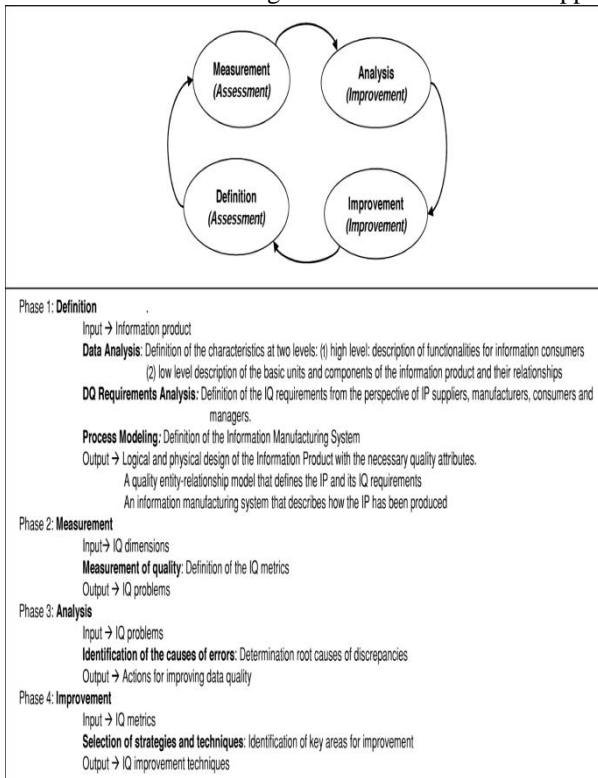 Measurement
(Assessment)
Analysis
(Improvement)
Definition
(Assessment)
Improvement
(Improvement)
Phase 1: Definition .
Input → Information product
Data Analysis: Definition of the characteristics at two levels: (1) high level: description of functionalities for information consumers
(2) low level description of the basic units and components of the information product and their relationships
DQ Requirements Analysis: Definition of the IQ requirements from the perspective of IP suppliers, manufacturers, consumers and
managers.
Process Modeling: Definition of the Information Manufacturing System
Output → Logical and physical design of the Information Product with the necessary quality attributes.
A quality entity-relationship model that defines the IP and its IQ requirements
An information manufacturing system that describes how the IP has been produced
Phase 2: Measurement
Input→ IQ dimensions
Measurement of quality: Definition of the IQ metrics
Output → IQ problems
Phase 3: Analysis
Input → IQ problems
Identification of the causes of errors: Determination root causes of discrepancies
Output → Actions for improving data quality
Phase 4: Improvement
Input → IQ metrics
Selection of strategies and techniques: Identification of key areas for improvement
Output → IQ improvement techniques